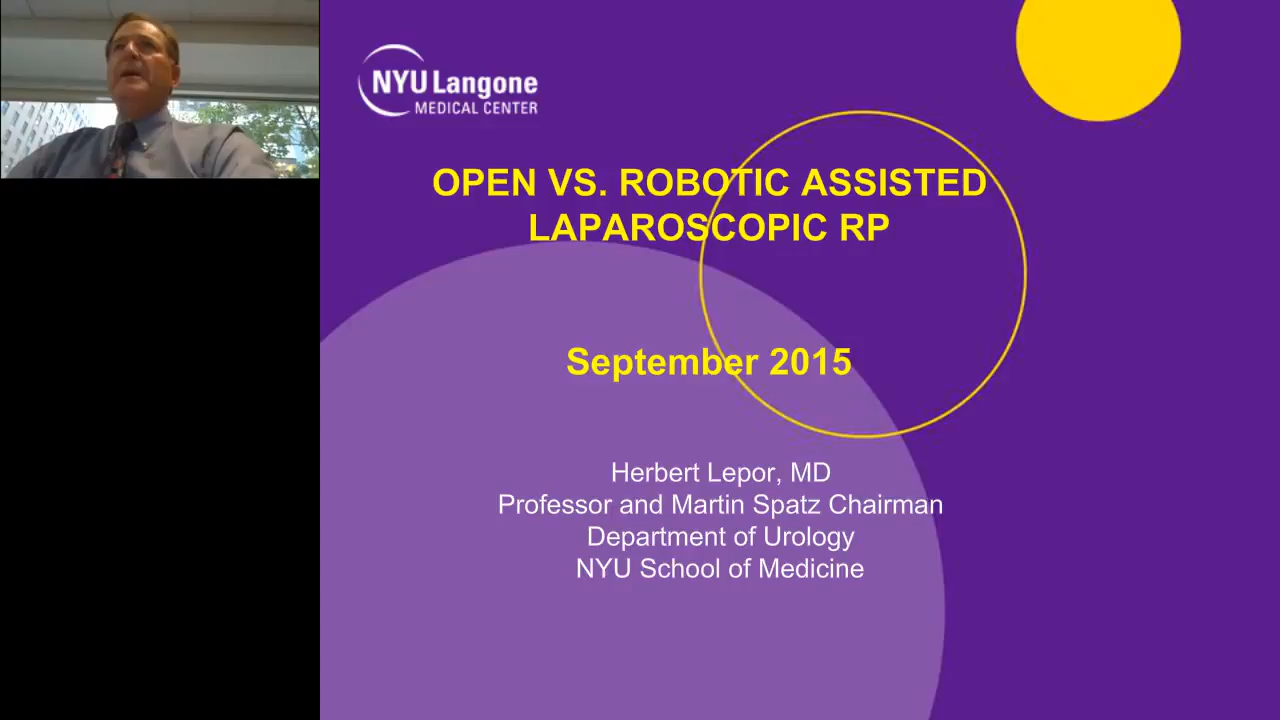 NYU Langone
MEDICAL CENTER
OPEN VS. ROBOTIC ASSISTED
LAPAROSCOPIC RP
September 2015
Herbert Lepor, MD
Professor and Martin Spatz Chairman
Department of Urology
NYU School of Medicine